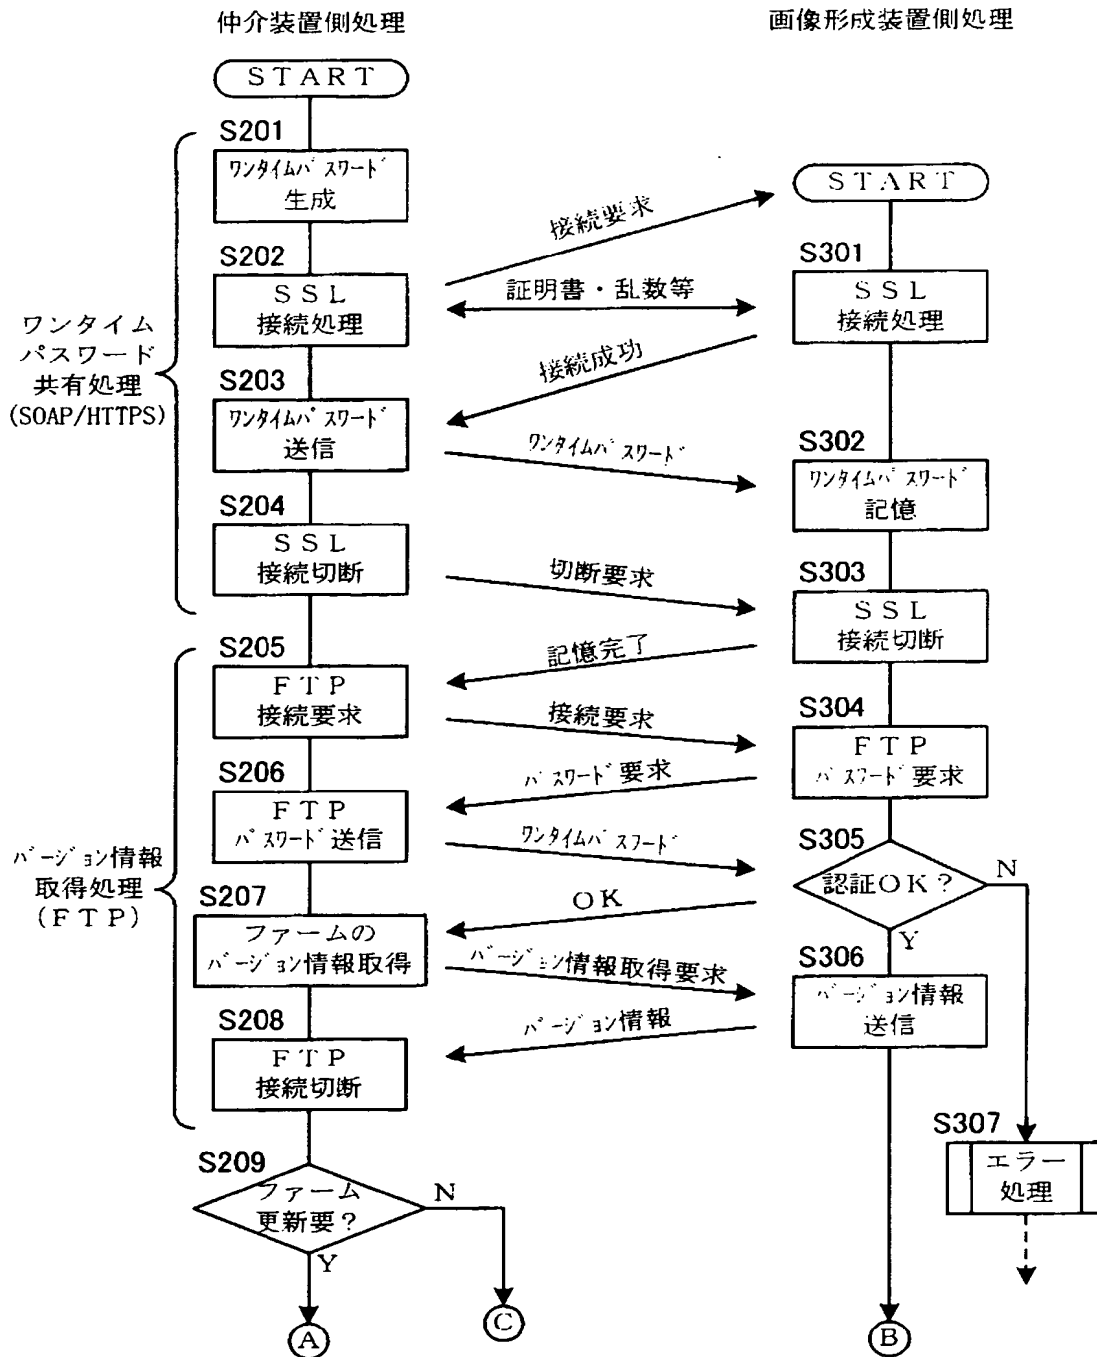 仲介装置側処理
画像形成装置側処理
START
S201
ワンタイムパスワード
生成
START
接続要求
S202
SSL
接続処理
証明書・乱数等
S301
SSL
接続処理
ワンタイム
パスワード
共有処理
(SOAP/HTTPS)
接続成功
S203
ワンタイムパスワード
送信
ワンタイムパスワード
S302
ワンタイムパスワード
記憶
S204
SSL
接続切断
切断要求
S303
SSL
接続切断
記憶完了
S205
FTP
接続要求
接続要求
S304
FTP
パスワード要求
パスワード要求
S206
FTP
パスワード送信
ワンタイムパスワード
S305
認証OK?
N
Y
バージョン情報
取得処理
(FTP)
OK
S207
ファームの
バージョン情報取得
バージョン情報取得要求
S306
バージョン情報
送信
バージョン情報
S208
FTP
接続切断
S307
エラー
処理
S209
ファーム
更新要?
N
Y
A
C
B